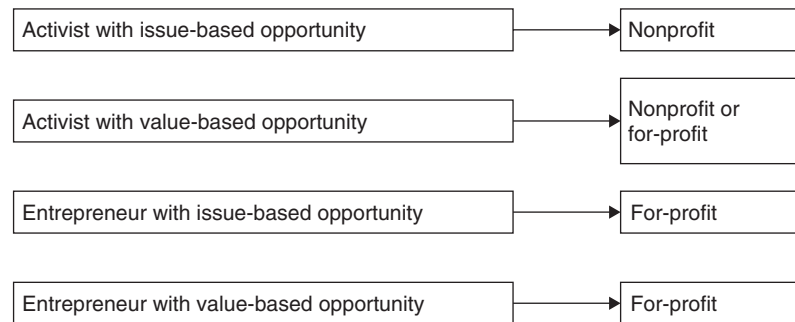 Activist with issue-based opportunity
Nonprofit
Activist with value-based opportunity
Nonprofit or
for-profit
Entrepreneur with issue-based opportunity
For-profit
Entrepreneur with value-based opportunity
For-profit